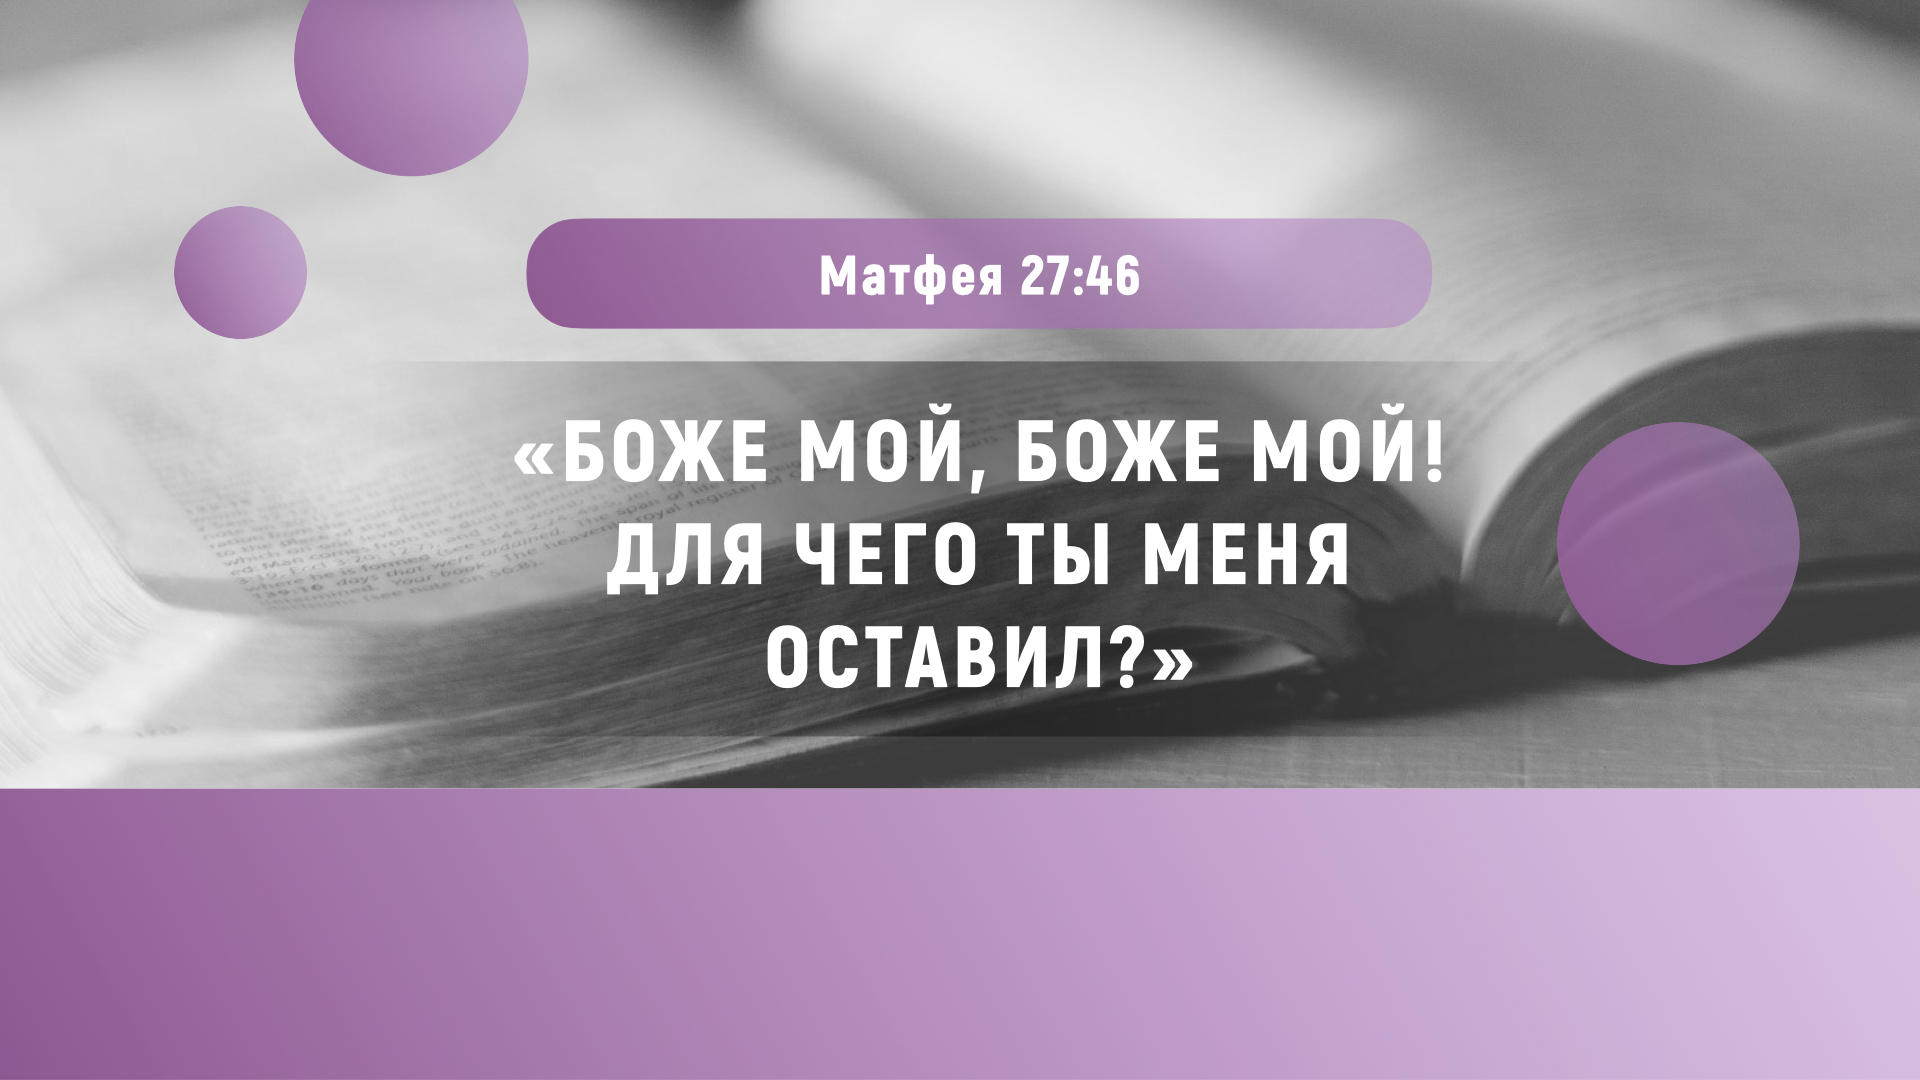 Матфея 27:46
«БОЖЕ МОЙ, БОЖЕ МОЙ!
ДЛЯ ЧЕГО ТЫ МЕНЯ
ОСТАВИЛ?»